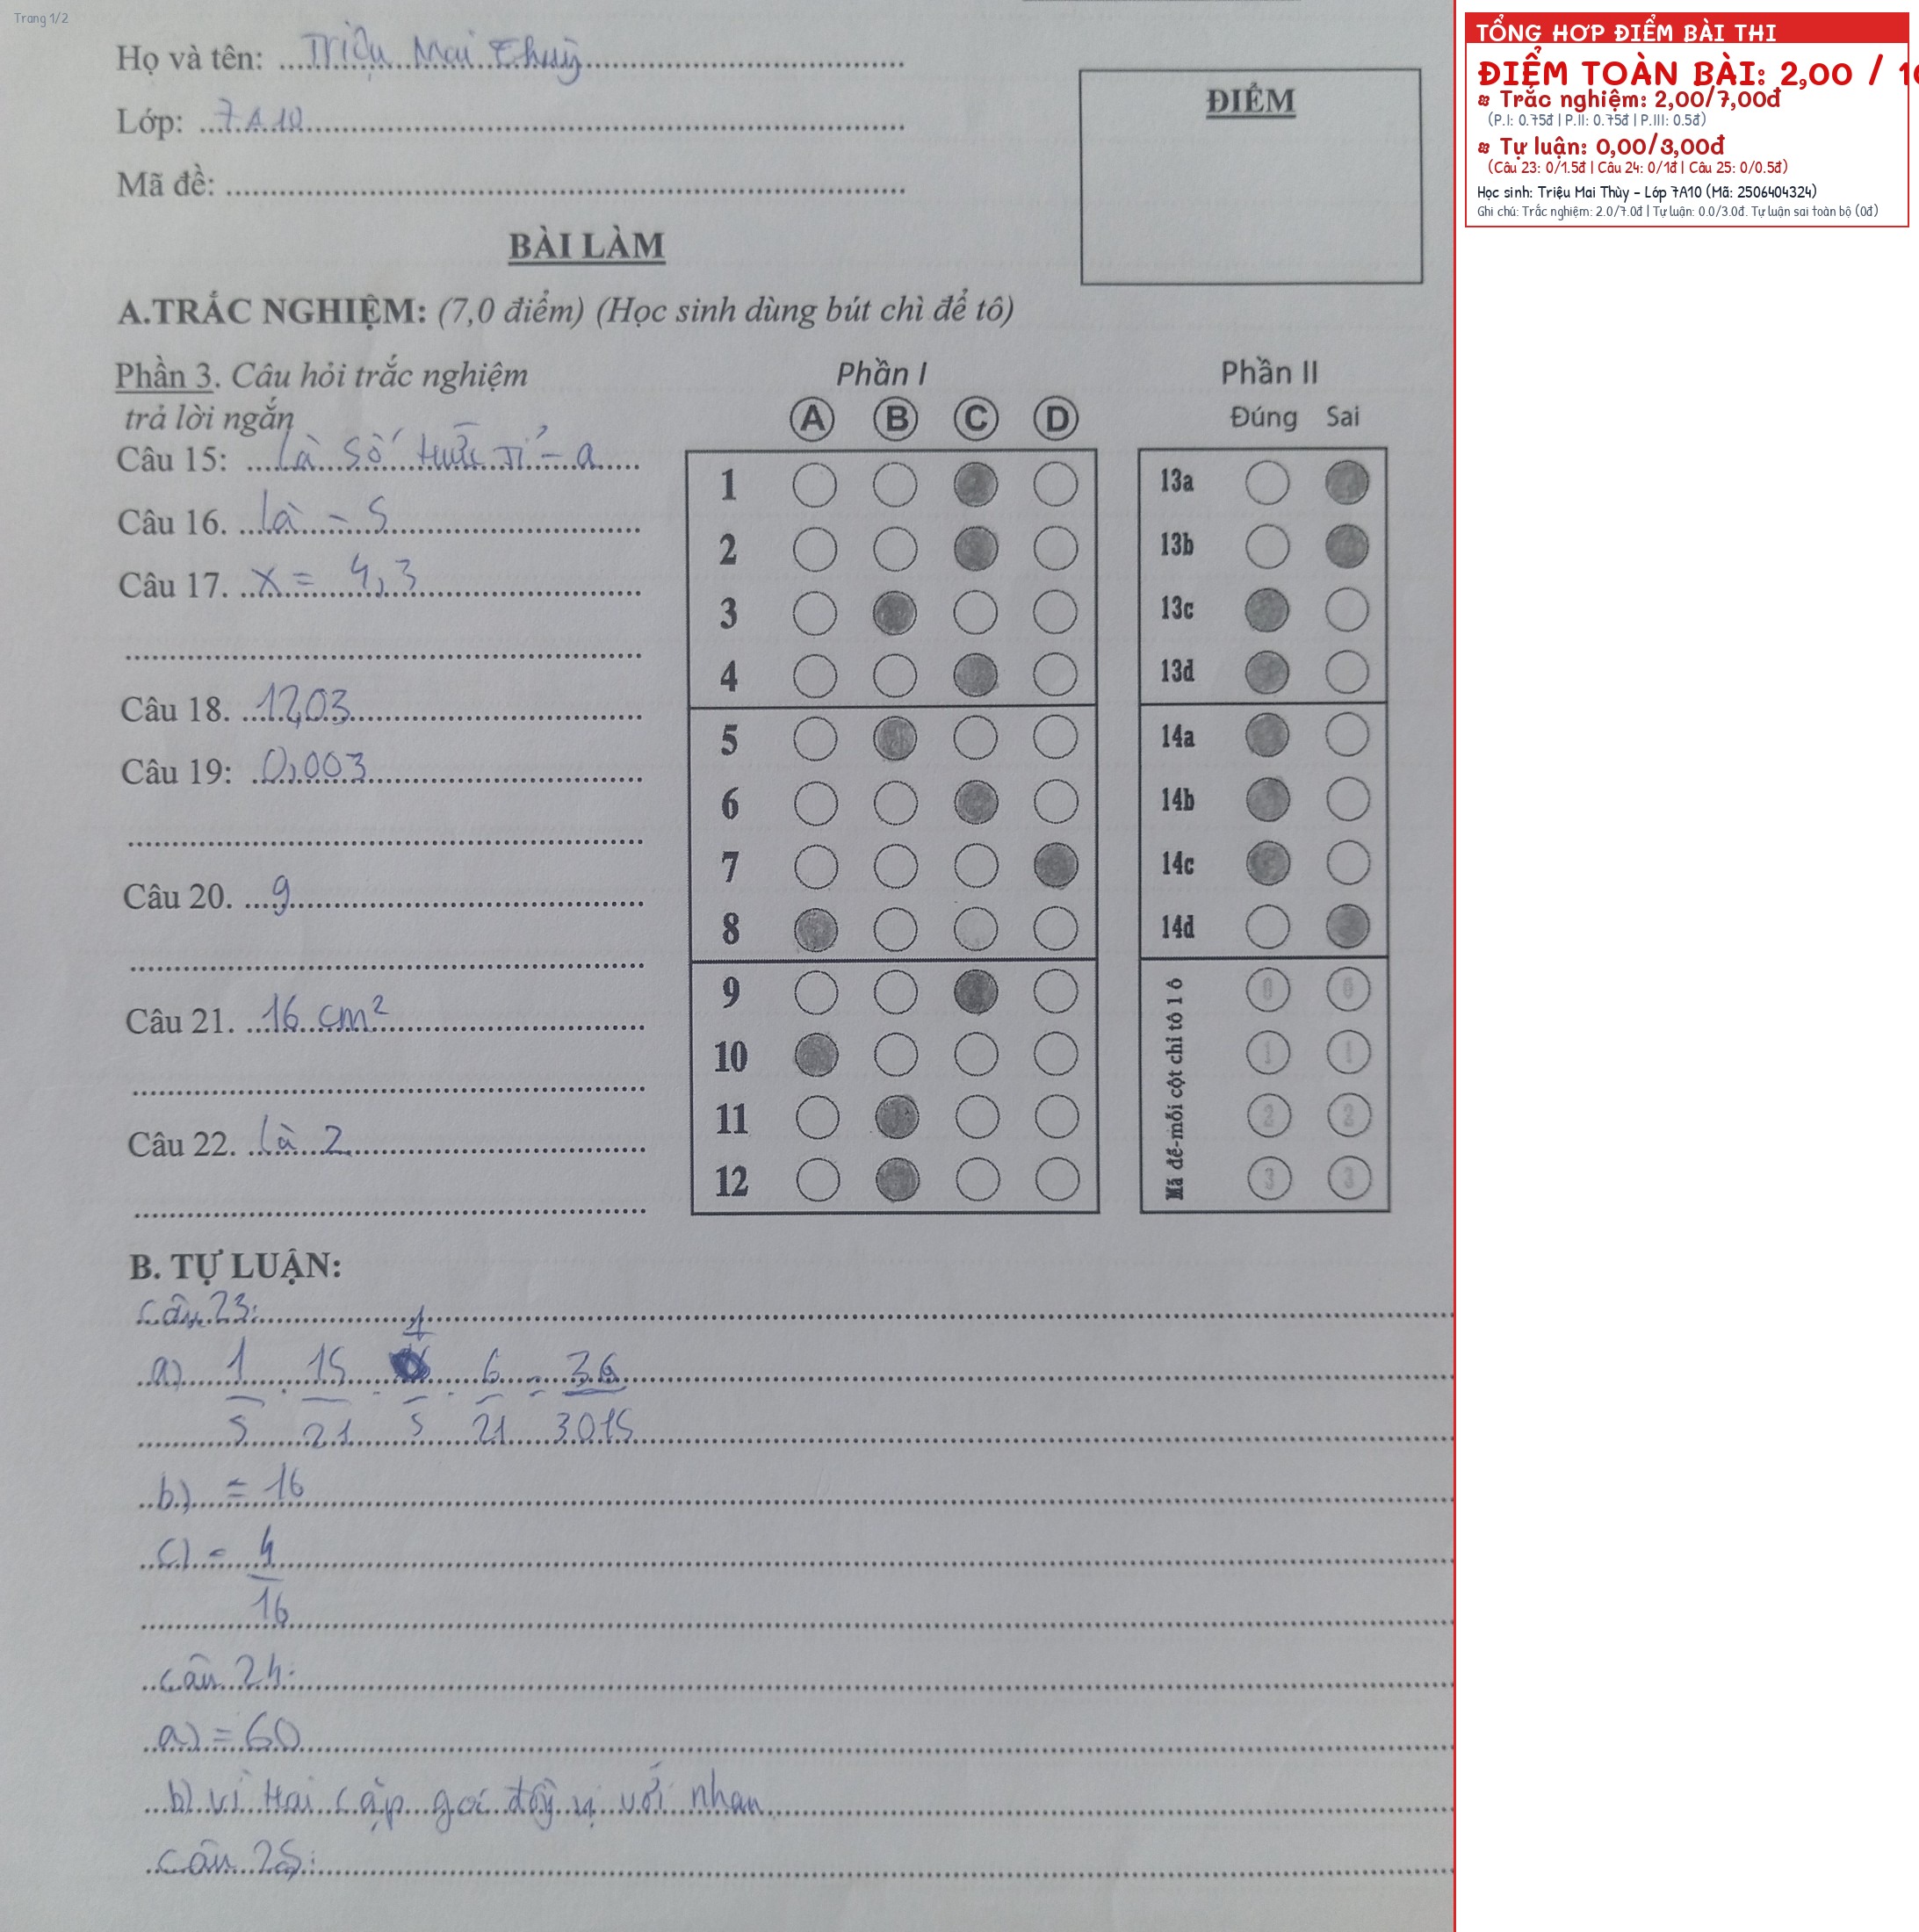 Trang 1/2
Họ và tên: Triệu Mai Thuỳ
Lớp: 7A10
Mã đề:
ĐIỂM
BÀI LÀM
A.TRẮC NGHIỆM: (7,0 điểm) (Học sinh dùng bút chì để tô)
Phần 3. Câu hỏi trắc nghiệm
trả lời ngắn
Câu 15: là số hữu tỉ - a
Câu 16. là - 5
Câu 17. x = 4,3
Câu 18. 12,03
Câu 19: 0,003
Câu 20. 9
Câu 21. 16 cm²
Câu 22. là 2
Phần I
A B C D
1
2
3
4
5
6
7
8
9
10
11
12
Phần II
Đúng Sai
13a
13b
13c
13d
14a
14b
14c
14d
Mã đề-mỗi cột chỉ tô 1 ô
0 0
1 1
2 2
3 3
B. TỰ LUẬN:
Câu 23:
a) 1/5 . 15/21 . 1/5 . 6/21 = 36/3015
b) = 16
c) = 4/16
Câu 24:
a) = 60
b) vì hai cặp góc với nhau
Câu 25:
TỔNG HỢP ĐIỂM BÀI THI
ĐIỂM TOÀN BÀI: 2,00 / 10
Trắc nghiệm: 2,00/7,00đ
(P.I: 0.75đ | P.II: 0.75đ | P.III: 0.5đ)
Tự luận: 0,00/3,00đ
(Câu 23: 0/1.5đ | Câu 24: 0/1đ | Câu 25: 0/0.5đ)
Học sinh: Triệu Mai Thùy - Lớp 7A10 (Mã: 2506404324)
Ghi chú: Trắc nghiệm: 2.0/7.0đ | Tự luận: 0.0/3.0đ. Tự luận sai toàn bộ (0đ)